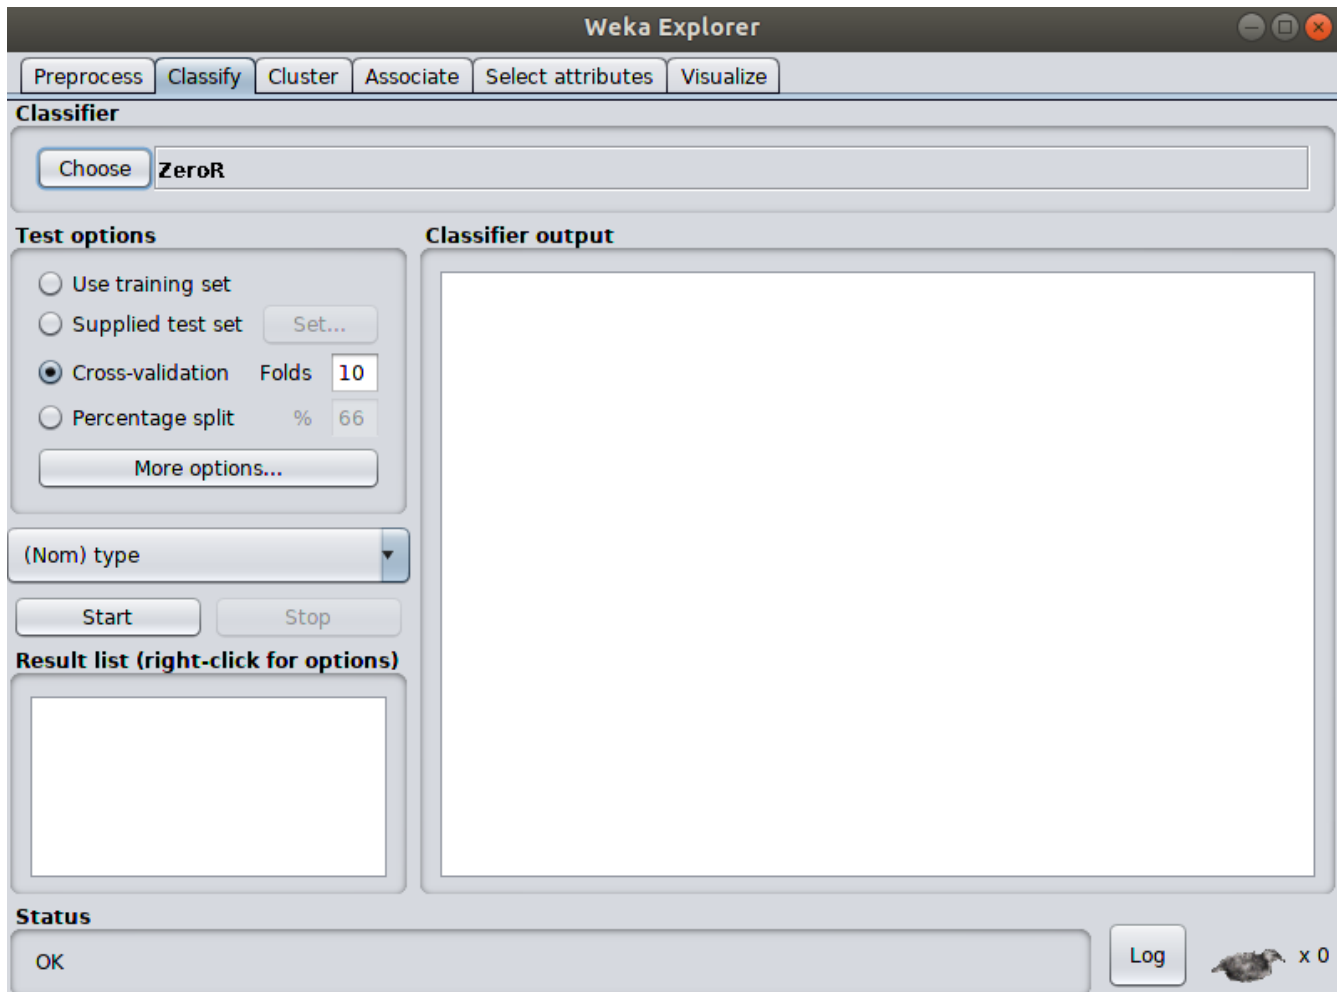 Weka Explorer
Preprocess Classify Cluster Associate Select attributes Visualize
Classifier
Choose ZeroR
Test options
Use training set
Supplied test set Set...
Cross-validation Folds 10
Percentage split % 66
More options...
(Nom) type
Start Stop
Result list (right-click for options)
Classifier output
Status
OK
Log x 0